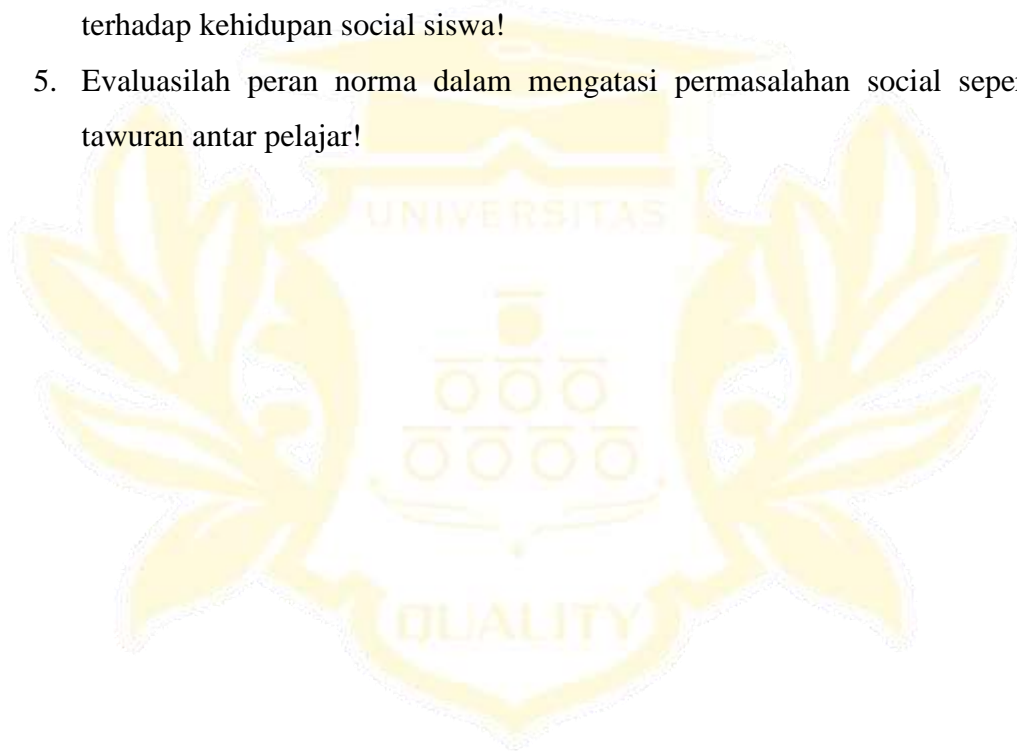 terhadap kehidupan social siswa!
5. Evaluasilah peran norma dalam mengatasi permasalahan social
tawuran antar pelajar!
UNIVERSITAS
QUALITY